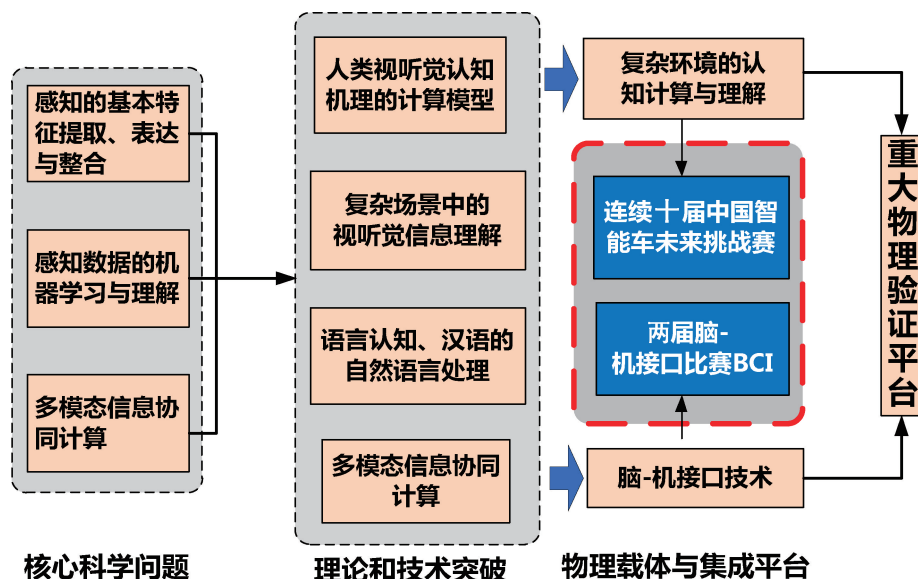 感知的基本特
征提取、表达
与整合
感知数据的机
器学习与理解
多模态信息协
同计算
核心科学问题
人类视听觉认知
机理的计算模型
复杂场景中的
视听觉信息理解
语言认知、汉语的
自然语言处理
多模态信息协同
计算
理论和技术突破
复杂环境的认
知计算与理解
连续十届中国智
能车未来挑战赛
两届脑-
机接口比赛BCI
脑-机接口技术
物理载体与集成平台
重大物理验证平台